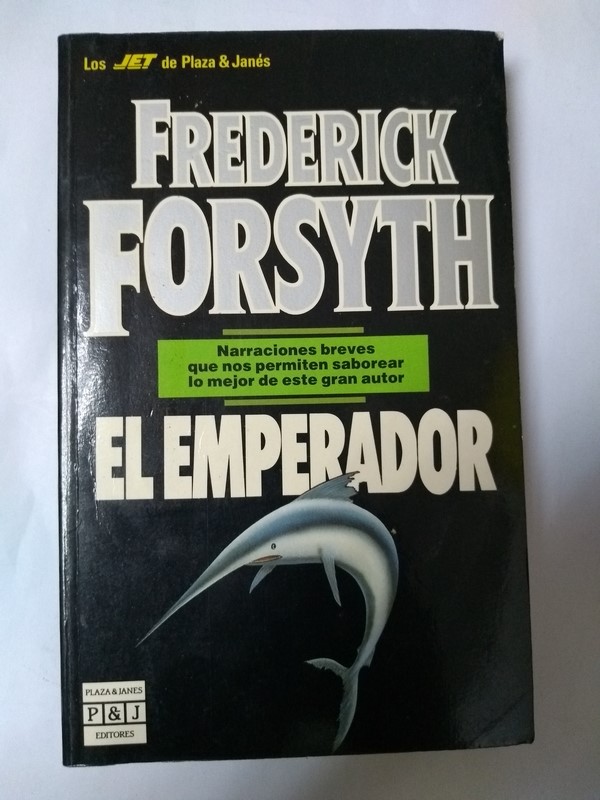 Los JET de Plaza & Janés
FREDERICK
FORSYTH
Narraciones breves
que nos permiten saborear
lo mejor de este gran autor
EL EMPERADOR
PLAZA & JANES
P & J
EDITORES